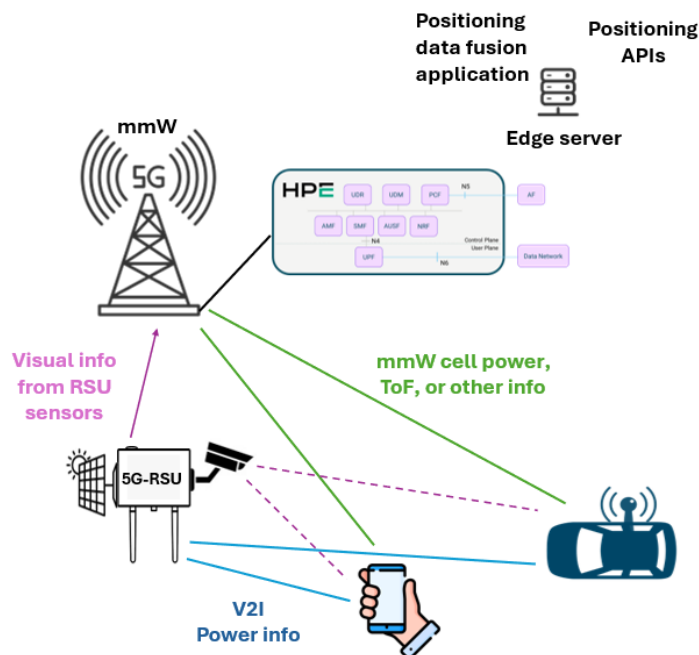 Positioning
data fusion
application
Positioning
APIs
Edge server
mmW
5G
HPE
UDR
UDM
PCF
N5
AF
AMF
SMF
AUSF
NRF
N4
Control Plane
User Plane
UPF
N6
Data Network
Visual info
from RSU
sensors
mmW cell power,
ToF, or other info
5G-RSU
V2I
Power info